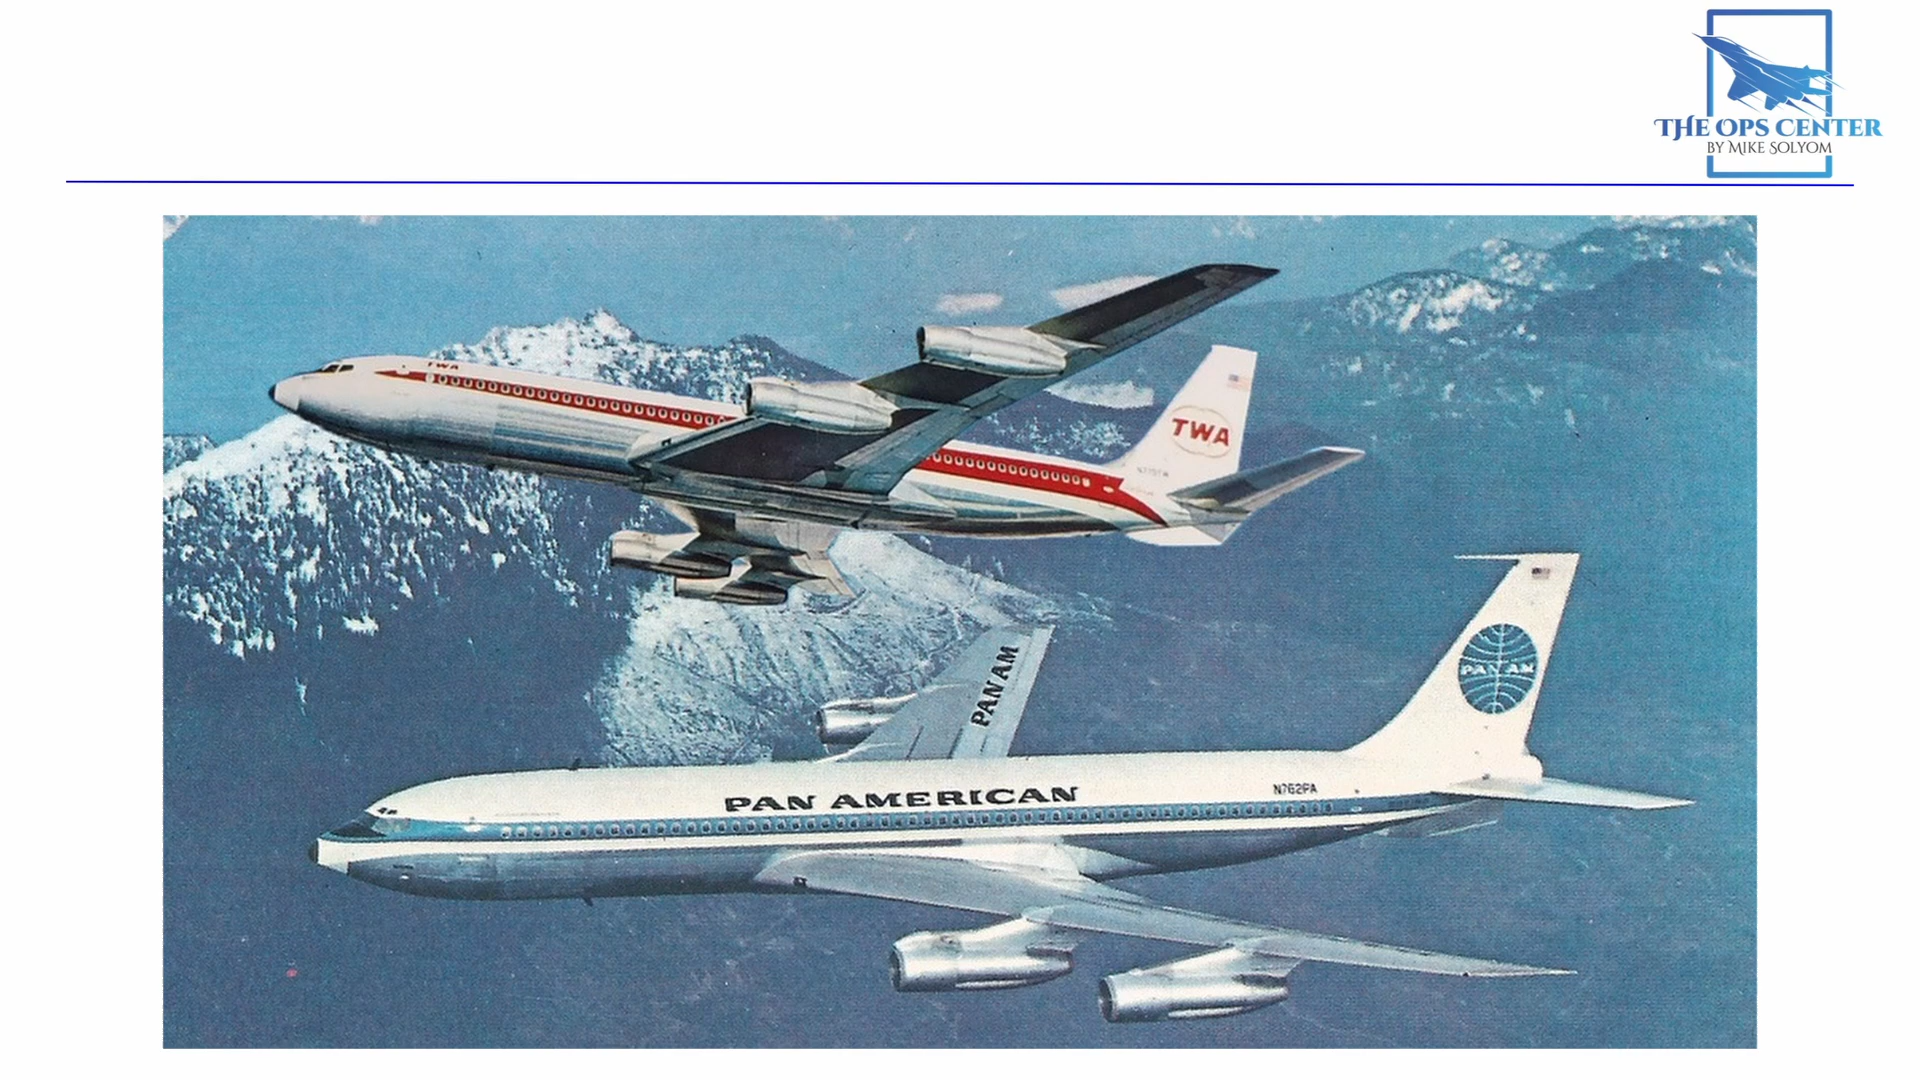 THE OPS CENTER
BY MIKE SOLYOM
TWA
TWA
PAN AM
PAN AM
PAN AMERICAN
N762PA